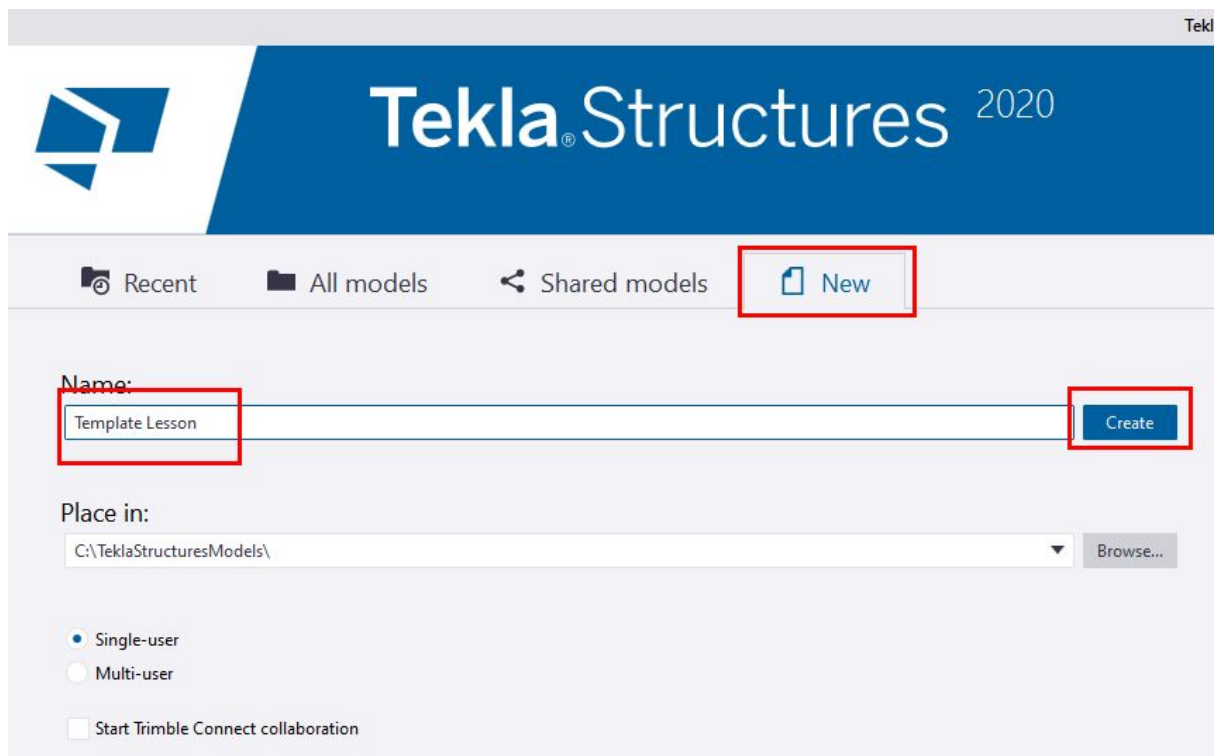 Tekl
Tekla® Structures 2020
Recent All models Shared models New
Name:
Template Lesson Create
Place in:
C:\TeklaStructuresModels\ Browse...
Single-user
Multi-user
Start Trimble Connect collaboration